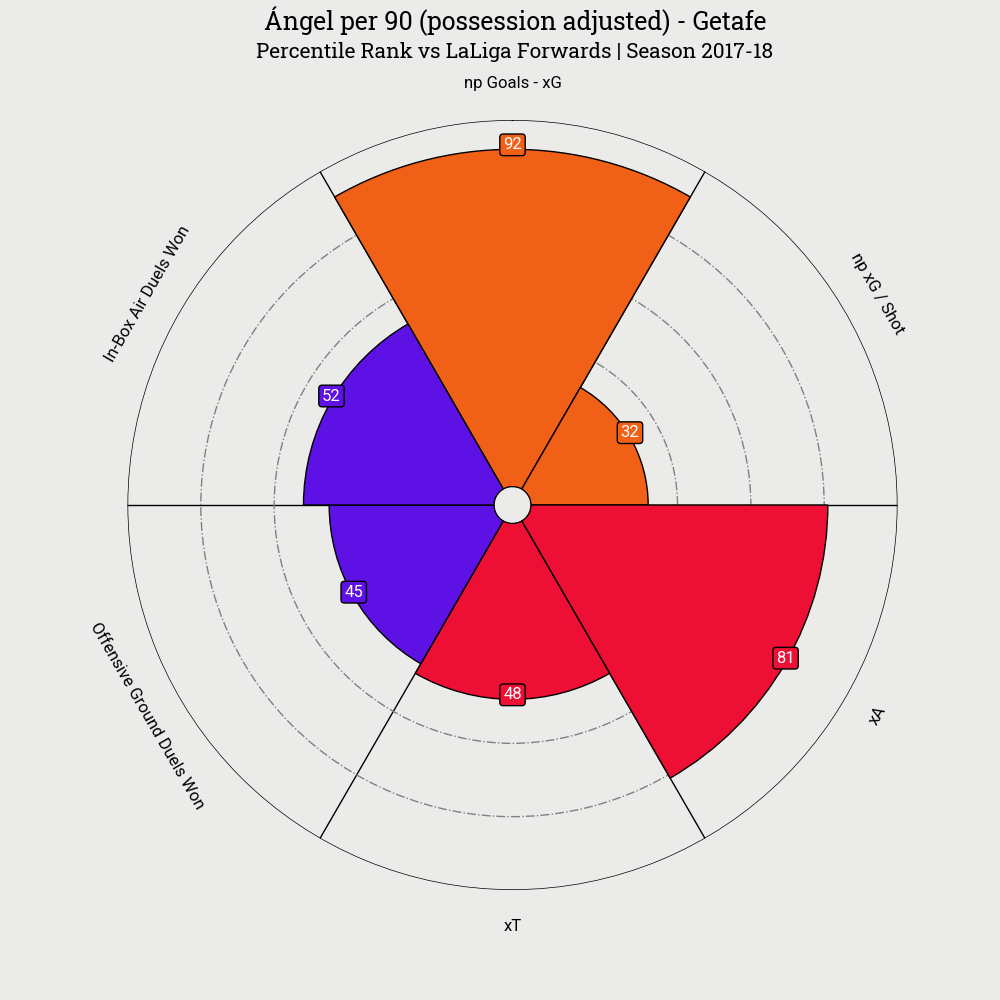 Ángel per 90 (possession adjusted) - Getafe
Percentile Rank vs LaLiga Forwards | Season 2017-18
np Goals - xG
92
In-Box Air Duels Won
np xG / Shot
52
32
45
81
48
Offensive Ground Duels Won
xA
xT